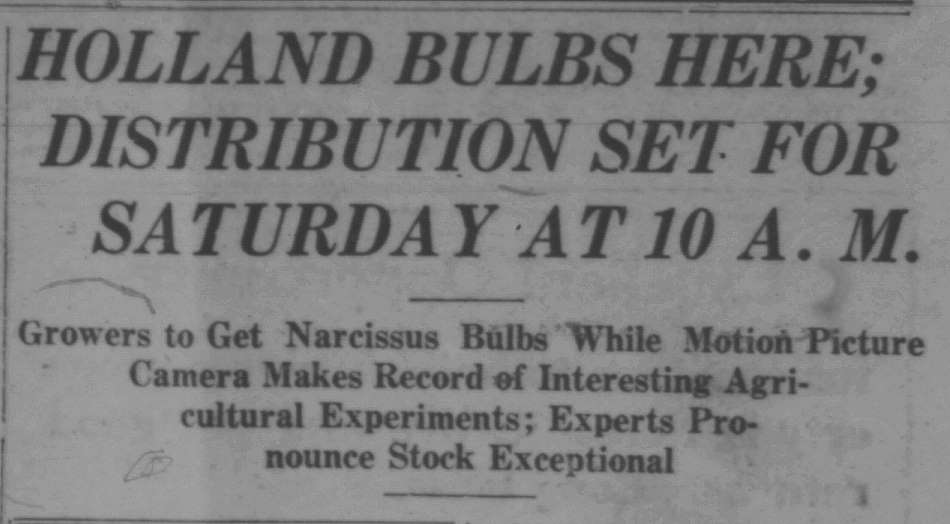 HOLLAND BULBS HERE;
DISTRIBUTION SET FOR
SATURDAY AT 10 A. M.
Growers to Get Narcissus Bulbs While Motion Picture
Camera Makes Record of Interesting Agri-
cultural Experiments; Experts Pro-
nounce Stock Exceptional